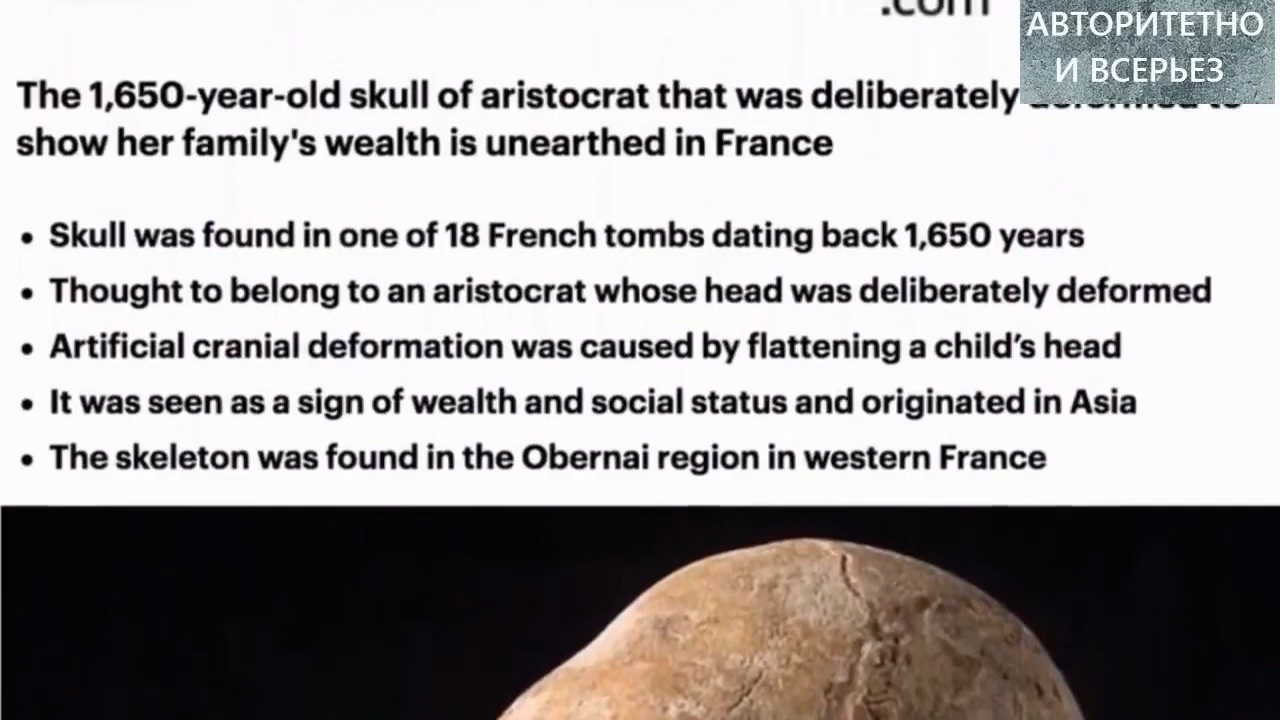 .com
АВТОРИТЕТНО
И ВСЕРЬЕЗ
The 1,650-year-old skull of aristocrat that was deliberately
show her family's wealth is unearthed in France
• Skull was found in one of 18 French tombs dating back 1,650 years
• Thought to belong to an aristocrat whose head was deliberately deformed
• Artificial cranial deformation was caused by flattening a child’s head
• It was seen as a sign of wealth and social status and originated in Asia
• The skeleton was found in the Obernai region in western France